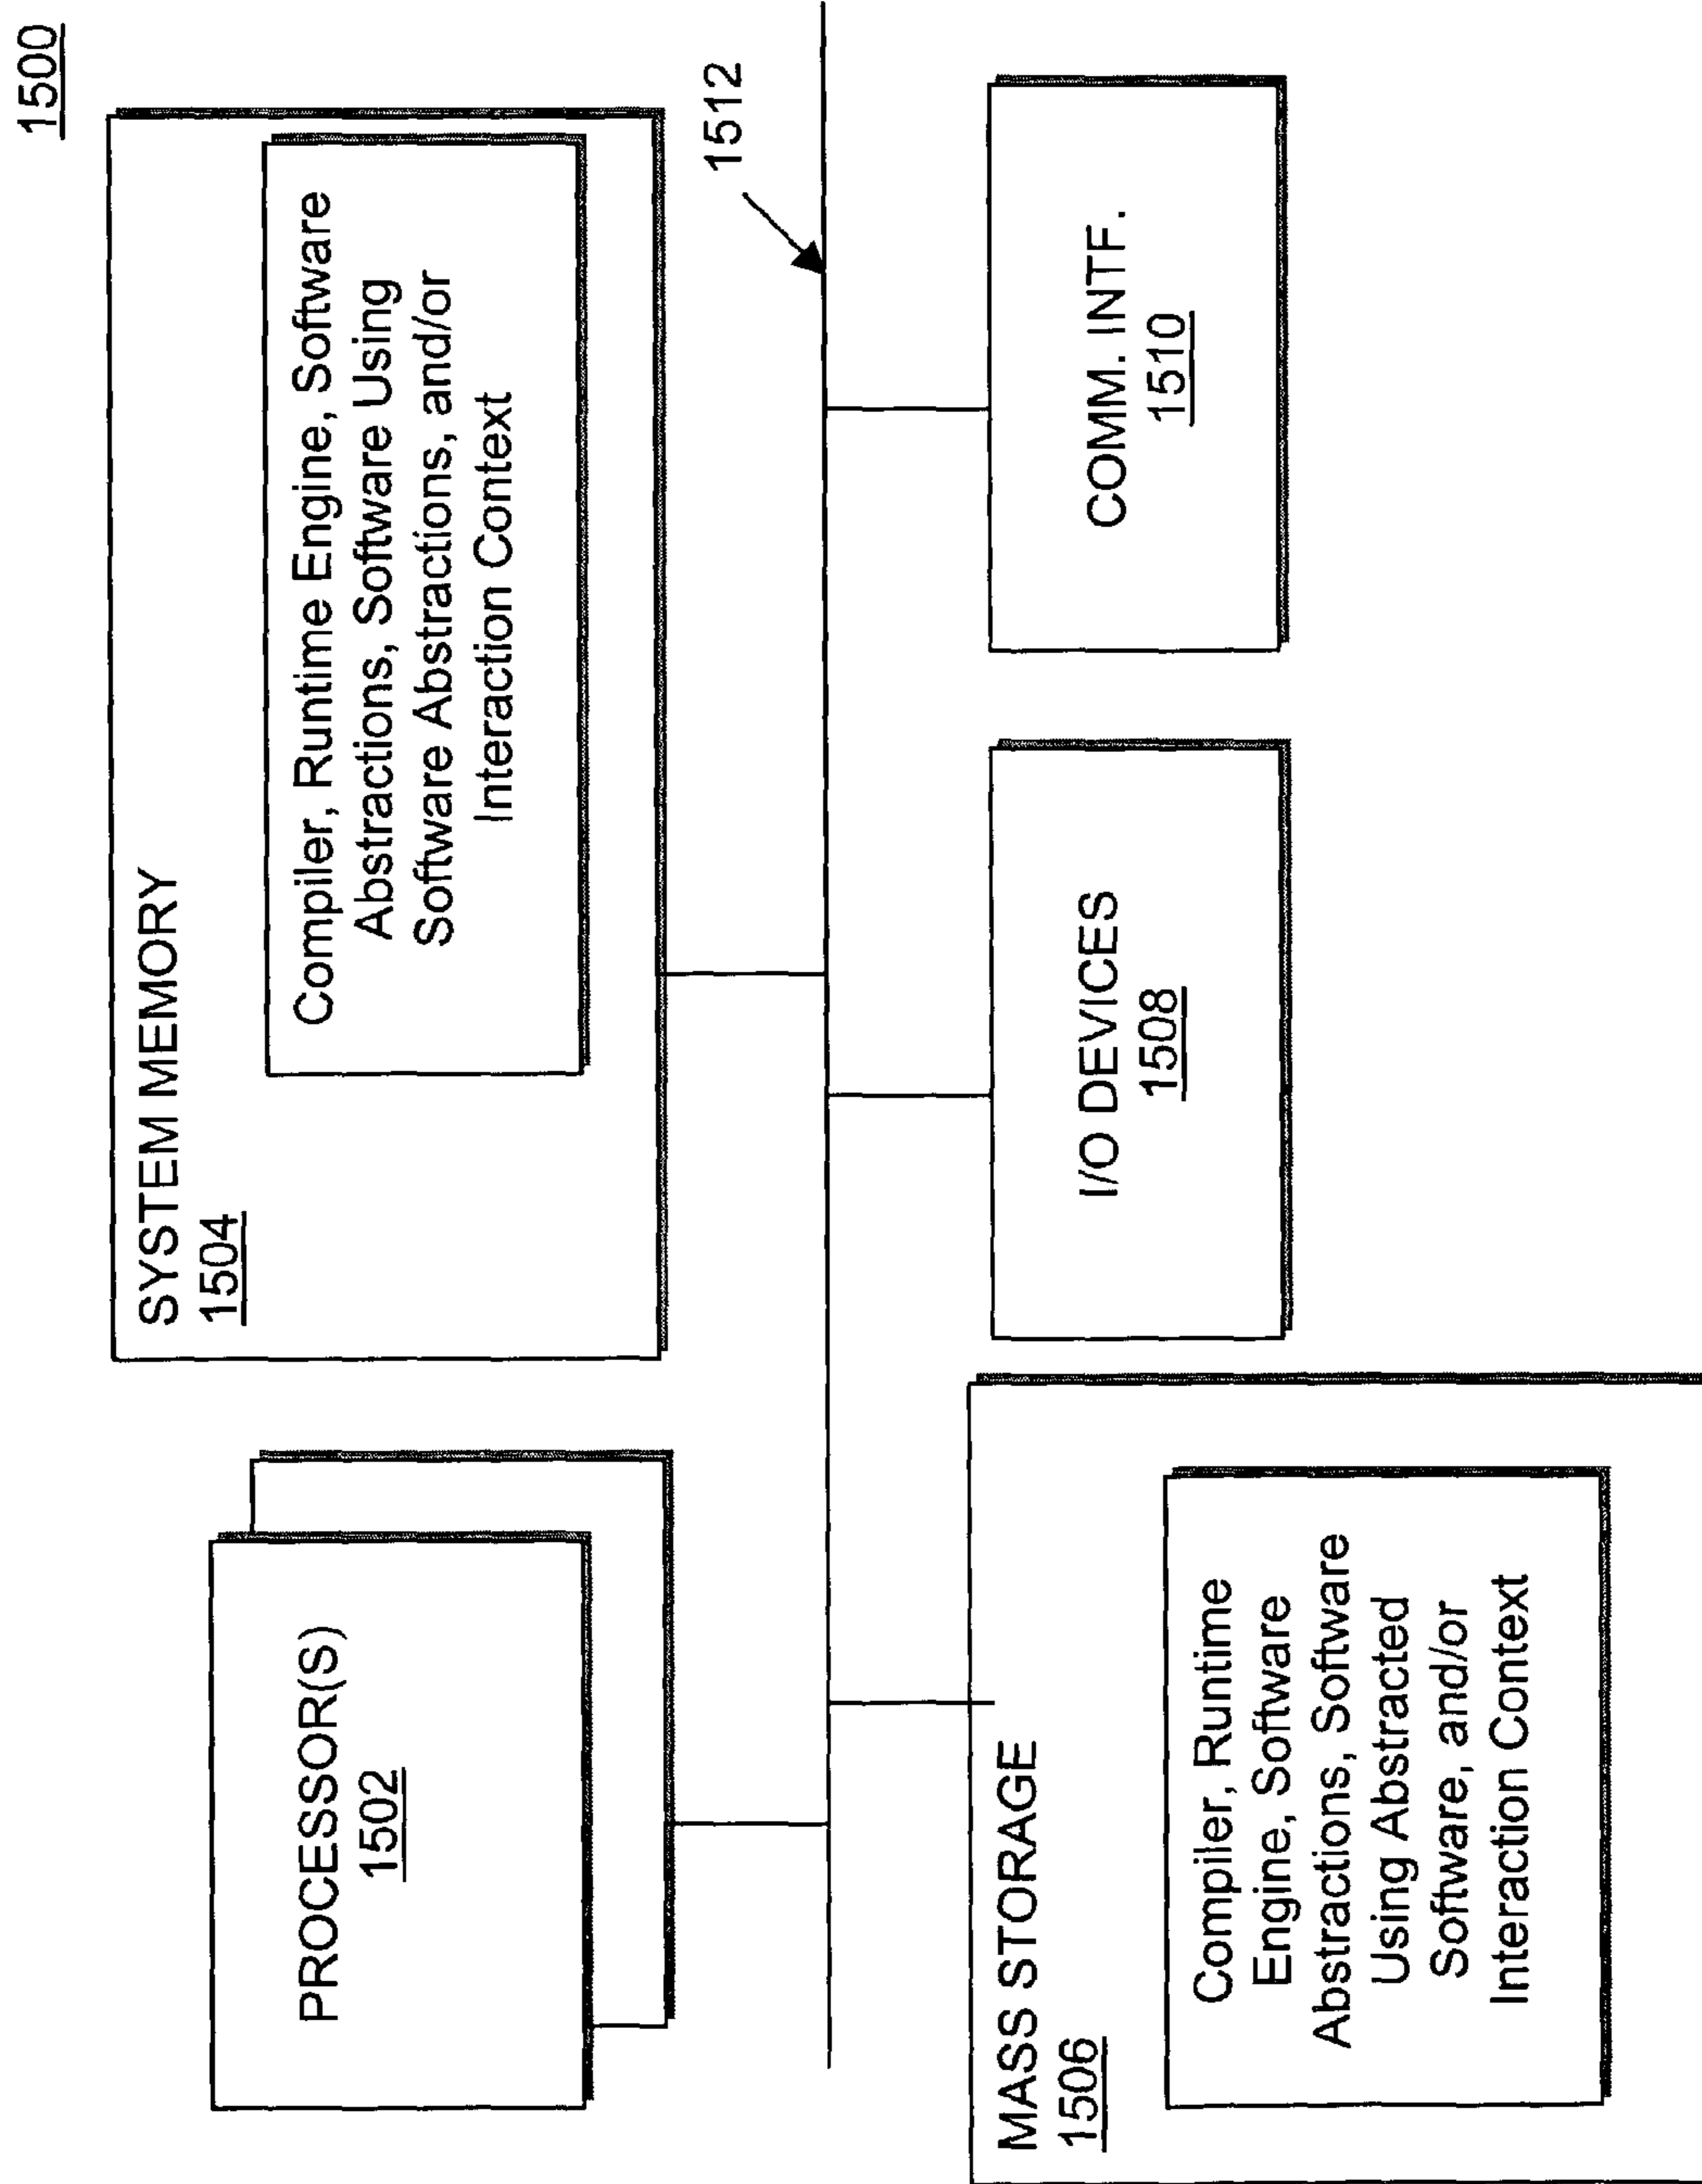 1500
PROCESSOR(S)
1502
SYSTEM MEMORY
1504
Compiler, Runtime Engine, Software
Abstractions, Software Using
Software Abstractions, and/or
Interaction Context
1512
MASS STORAGE
1506
Compiler, Runtime
Engine, Software
Abstractions, Software
Using Abstracted
Software, and/or
Interaction Context
I/O DEVICES
1508
COMM. INTF.
1510